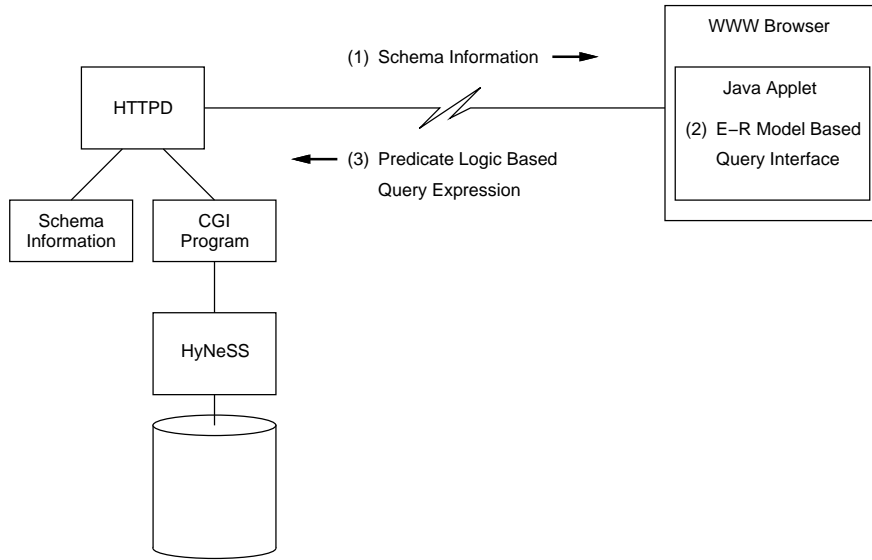 WWW Browser
(1) Schema Information
Java Applet
HTTPD
(2) E−R Model Based
Query Interface
(3) Predicate Logic Based
Query Expression
Schema
Information
CGI
Program
HyNeSS